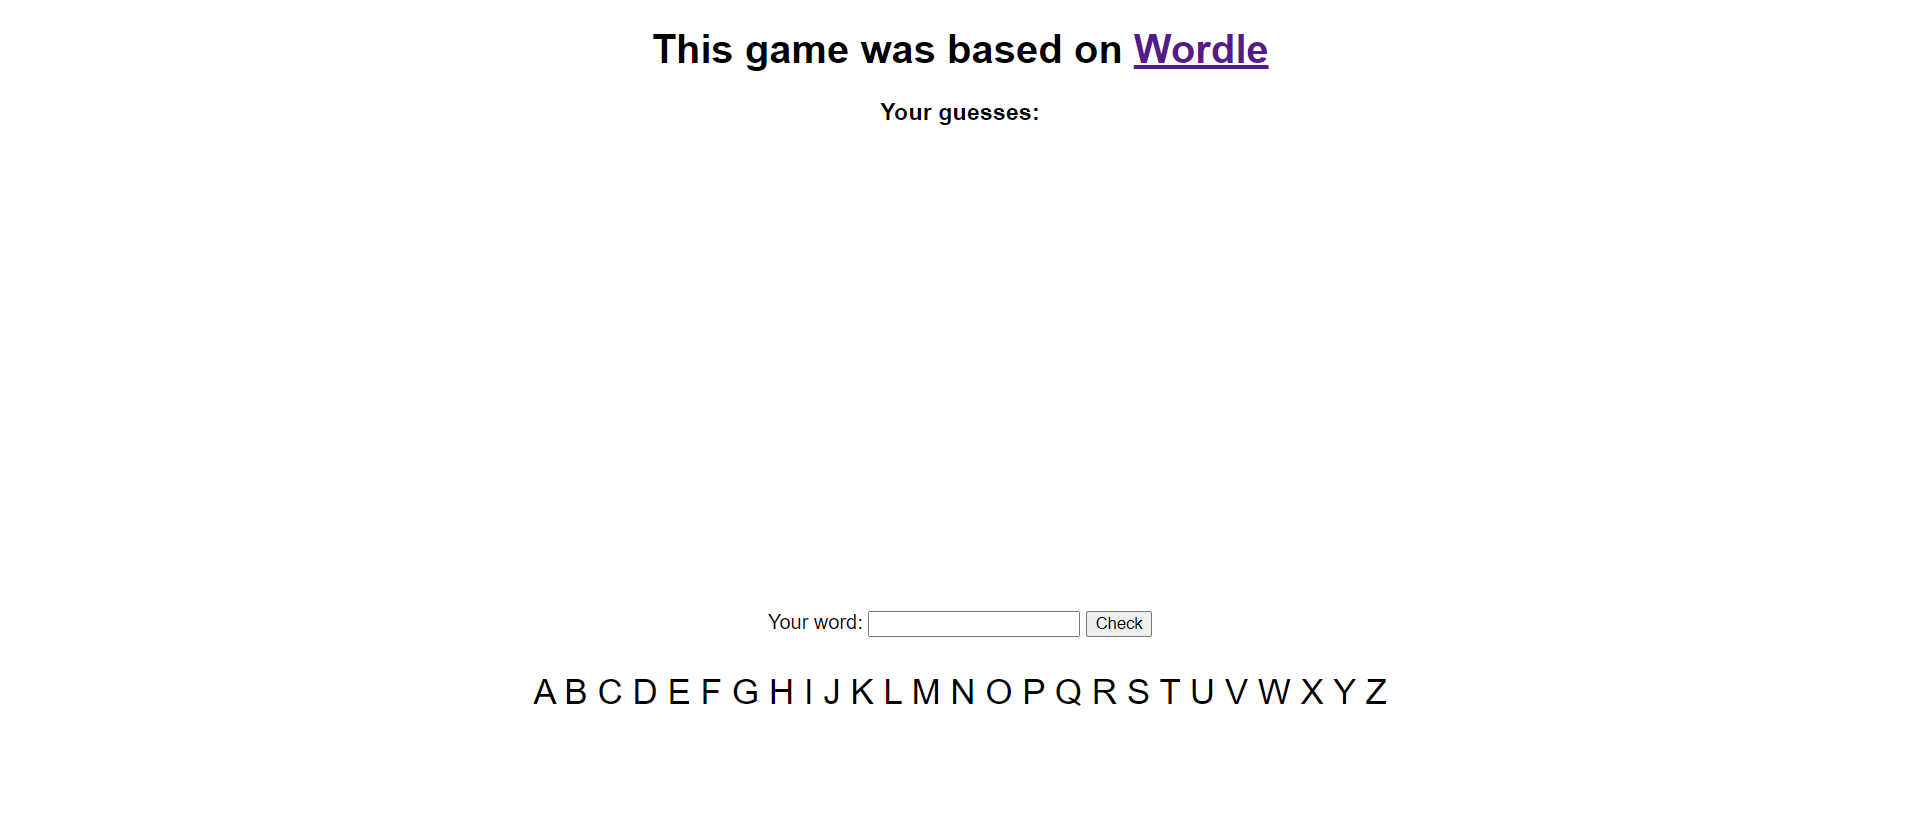 This game was based on Wordle
Your guesses:
Your word: Check
A B C D E F G H I J K L M N O P Q R S T U V W X Y Z